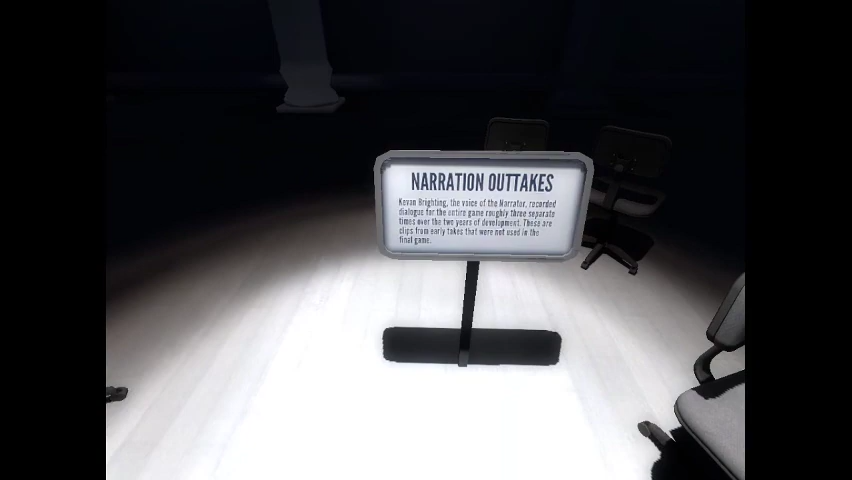 NARRATION OUTTAKES
Kevan Brighting, the voice of the Narrator, recorded
dialogue for the entire game roughly three separate
times over the two years of development. These are
clips from early takes that were not used in the
final game.